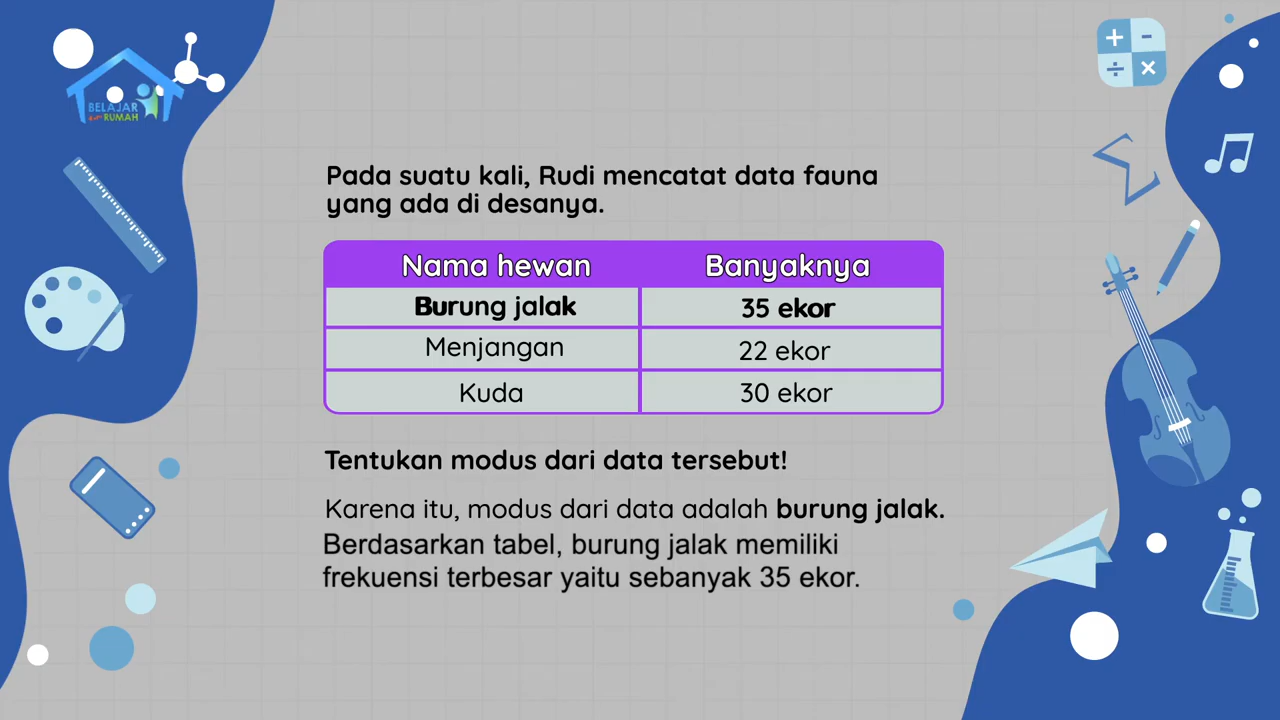 BELAJAR
dari RUMAH
Pada suatu kali, Rudi mencatat data fauna
yang ada di desanya.
Nama hewan Banyaknya
Burung jalak 35 ekor
Menjangan 22 ekor
Kuda 30 ekor
Tentukan modus dari data tersebut!
Karena itu, modus dari data adalah burung jalak.
Berdasarkan tabel, burung jalak memiliki
frekuensi terbesar yaitu sebanyak 35 ekor.